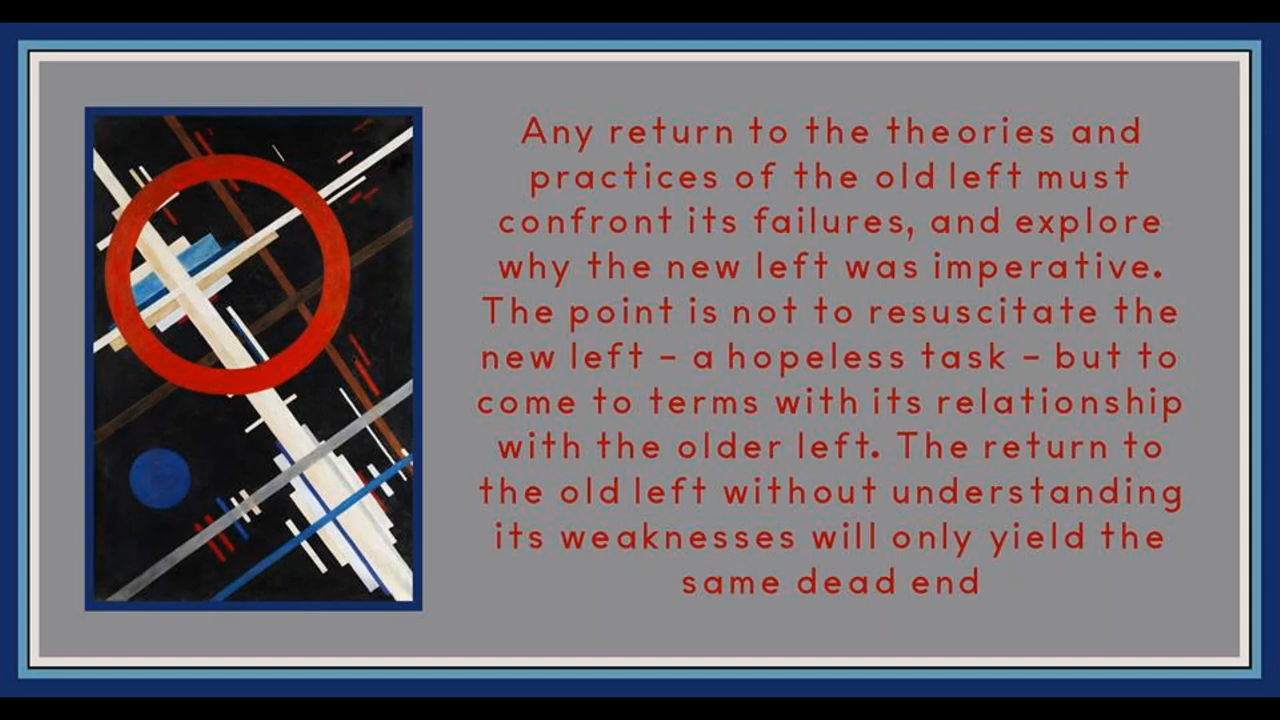 Any return to the theories and
practices of the old left must
confront its failures, and explore
why the new left was imperative.
The point is not to resuscitate the
new left – a hopeless task – but to
come to terms with its relationship
with the older left. The return to
the old left without understanding
its weaknesses will only yield the
same dead end